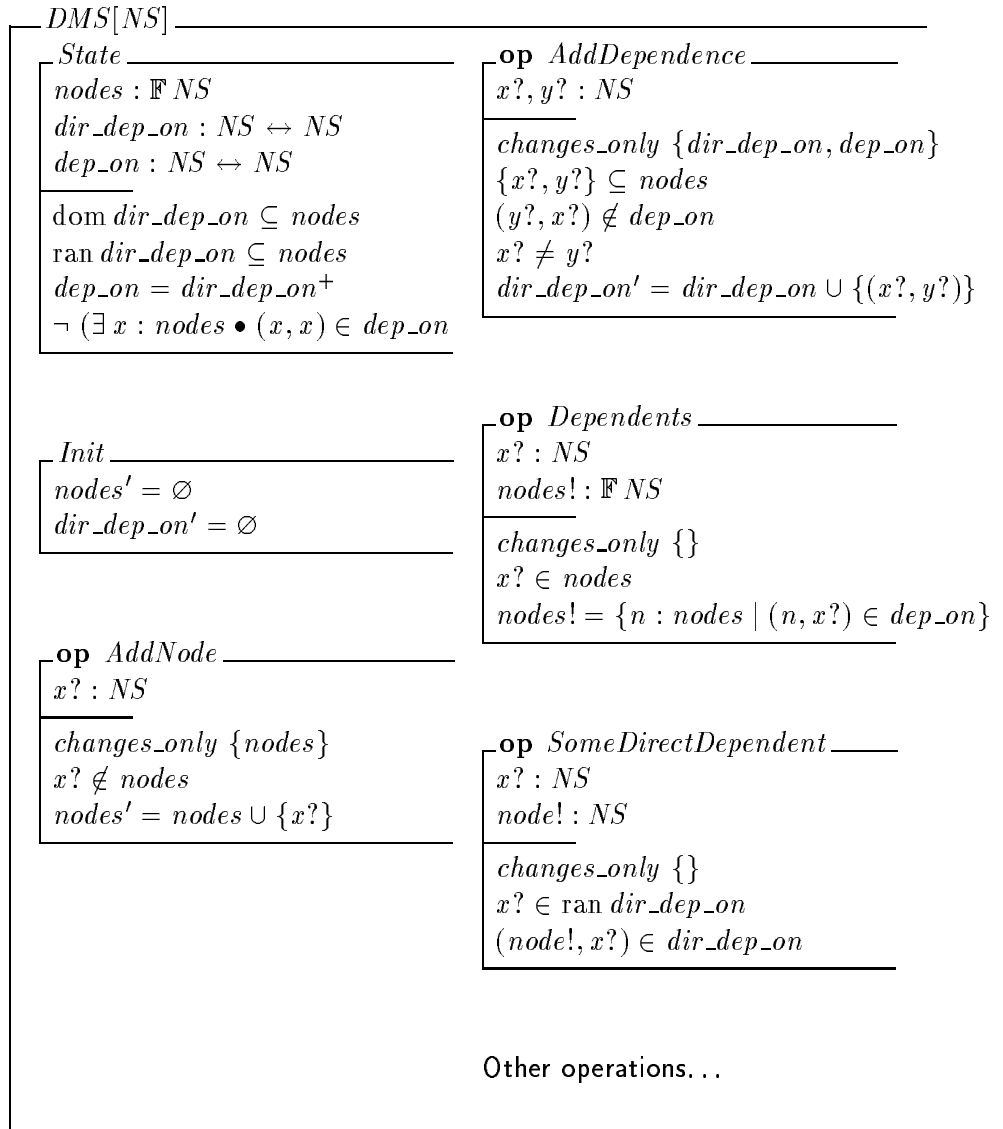 DMS[NS]
State
nodes : 𝔽 NS
dir_dep_on : NS ↔ NS
dep_on : NS ↔ NS
dom dir_dep_on ⊆ nodes
ran dir_dep_on ⊆ nodes
dep_on = dir_dep_on⁺
¬ (∃ x : nodes • (x, x) ∈ dep_on
Init
nodes′ = ∅
dir_dep_on′ = ∅
op AddNode
x? : NS
changes_only {nodes}
x? ∉ nodes
nodes′ = nodes ∪ {x?}
op AddDependence
x?, y? : NS
changes_only {dir_dep_on, dep_on}
{x?, y?} ⊆ nodes
(y?, x?) ∉ dep_on
x? ≠ y?
dir_dep_on′ = dir_dep_on ∪ {(x?, y?)}
op Dependents
x? : NS
nodes! : 𝔽 NS
changes_only {}
x? ∈ nodes
nodes! = {n : nodes | (n, x?) ∈ dep_on}
op SomeDirectDependent
x? : NS
node! : NS
changes_only {}
x? ∈ ran dir_dep_on
(node!, x?) ∈ dir_dep_on
Other operations...